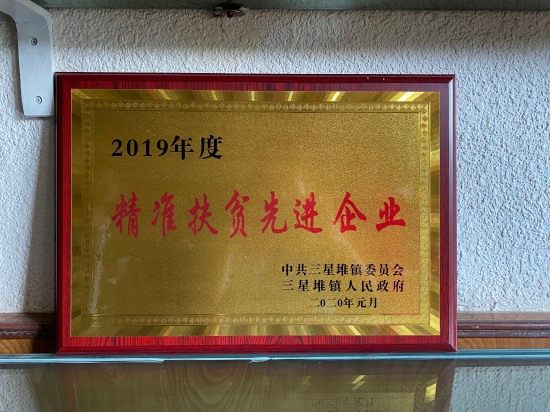 2019年度
精准扶贫先进企业
中共三星堆镇委员会
三星堆镇人民政府
二〇二〇年元月